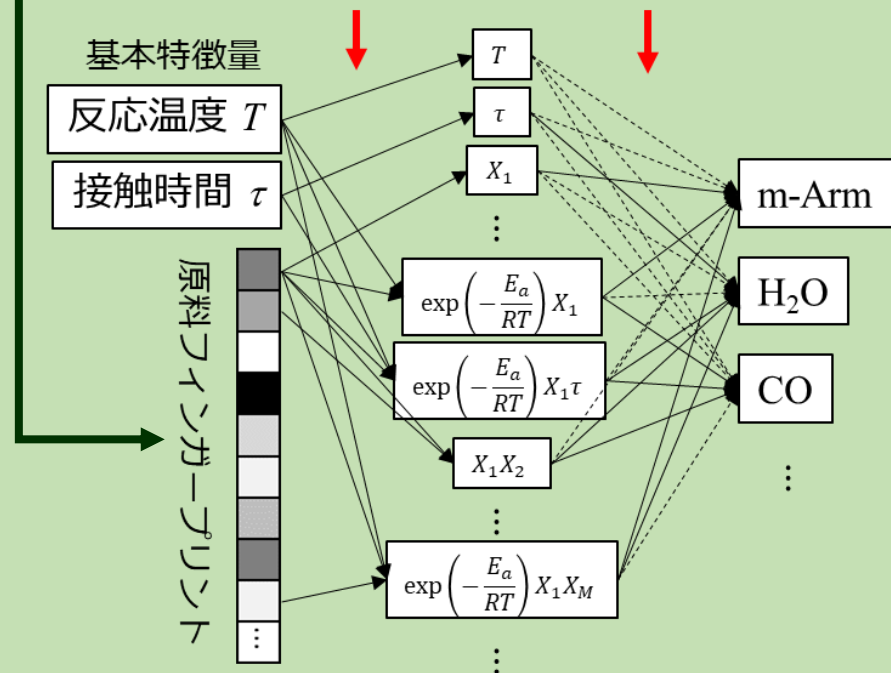 基本特徴量
反応温度 T
接触時間 τ
原料フィンガープリント
⋯
T
τ
X₁
⋮
exp(−Eₐ/RT) X₁
exp(−Eₐ/RT) X₁τ
X₁X₂
⋮
exp(−Eₐ/RT) X₁X_M
⋮
m-Arm
H₂O
CO
⋮